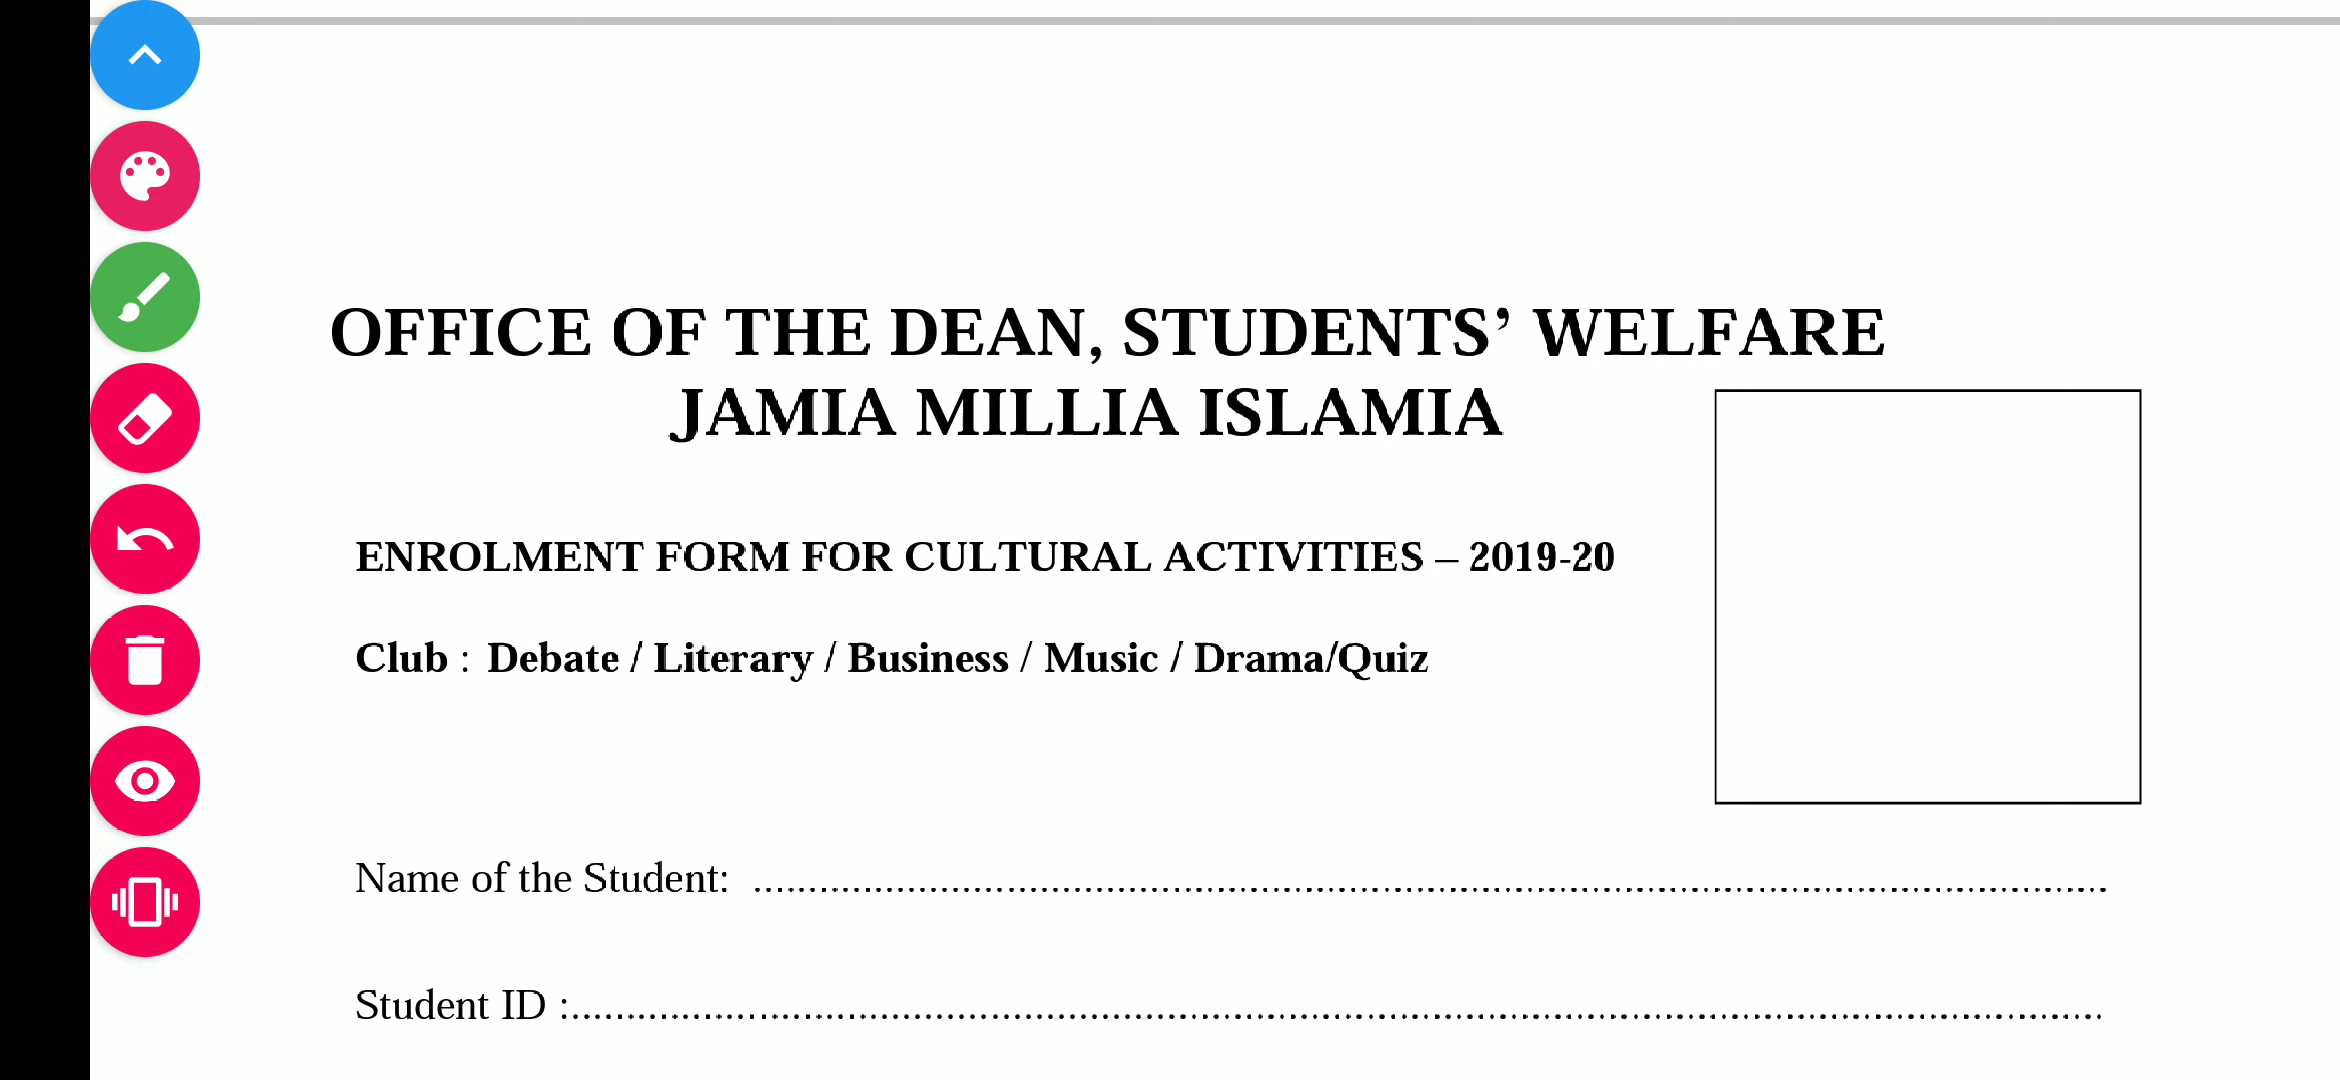 OFFICE OF THE DEAN, STUDENTS’ WELFARE
JAMIA MILLIA ISLAMIA
ENROLMENT FORM FOR CULTURAL ACTIVITIES – 2019-20
Club : Debate / Literary / Business / Music / Drama/Quiz
Name of the Student: ..........................................................................................
Student ID :......................................................................................................